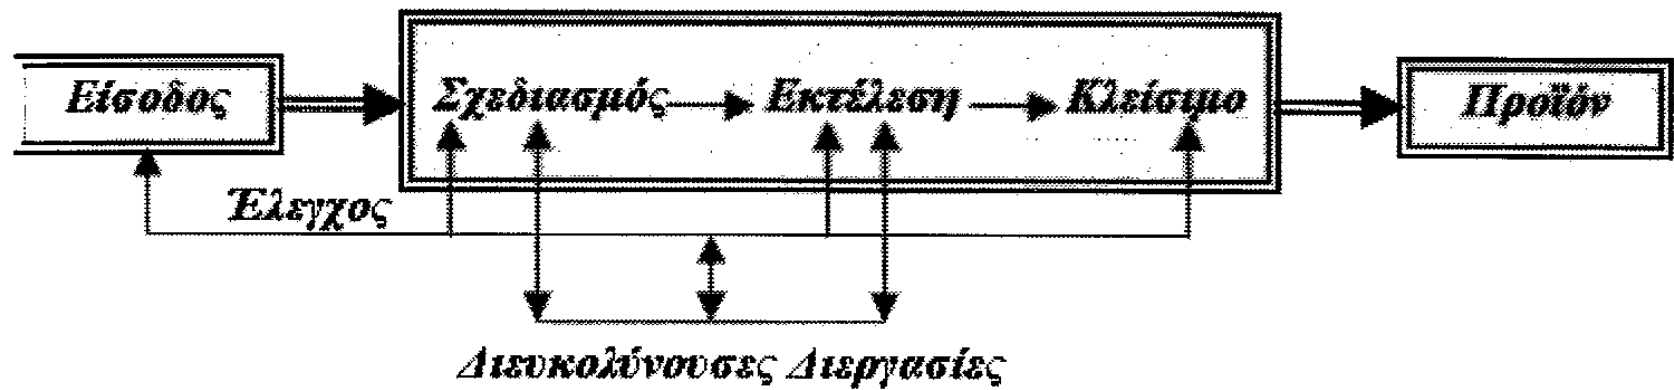 Είσοδος
Σχεδιασμός
Εκτέλεση
Κλείσιμο
Προϊόν
Έλεγχος
Διευκολύνουσες Διεργασίες